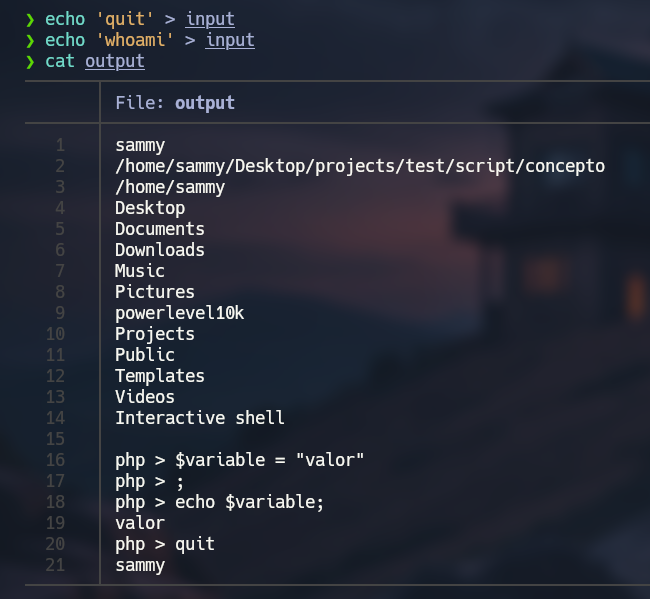 ❯ echo 'quit' > input
❯ echo 'whoami' > input
❯ cat output
File: output
1 sammy
2 /home/sammy/Desktop/projects/test/script/concepto
3 /home/sammy
4 Desktop
5 Documents
6 Downloads
7 Music
8 Pictures
9 powerlevel10k
10 Projects
11 Public
12 Templates
13 Videos
14 Interactive shell
15
16 php > $variable = "valor"
17 php > ;
18 php > echo $variable;
19 valor
20 php > quit
21 sammy